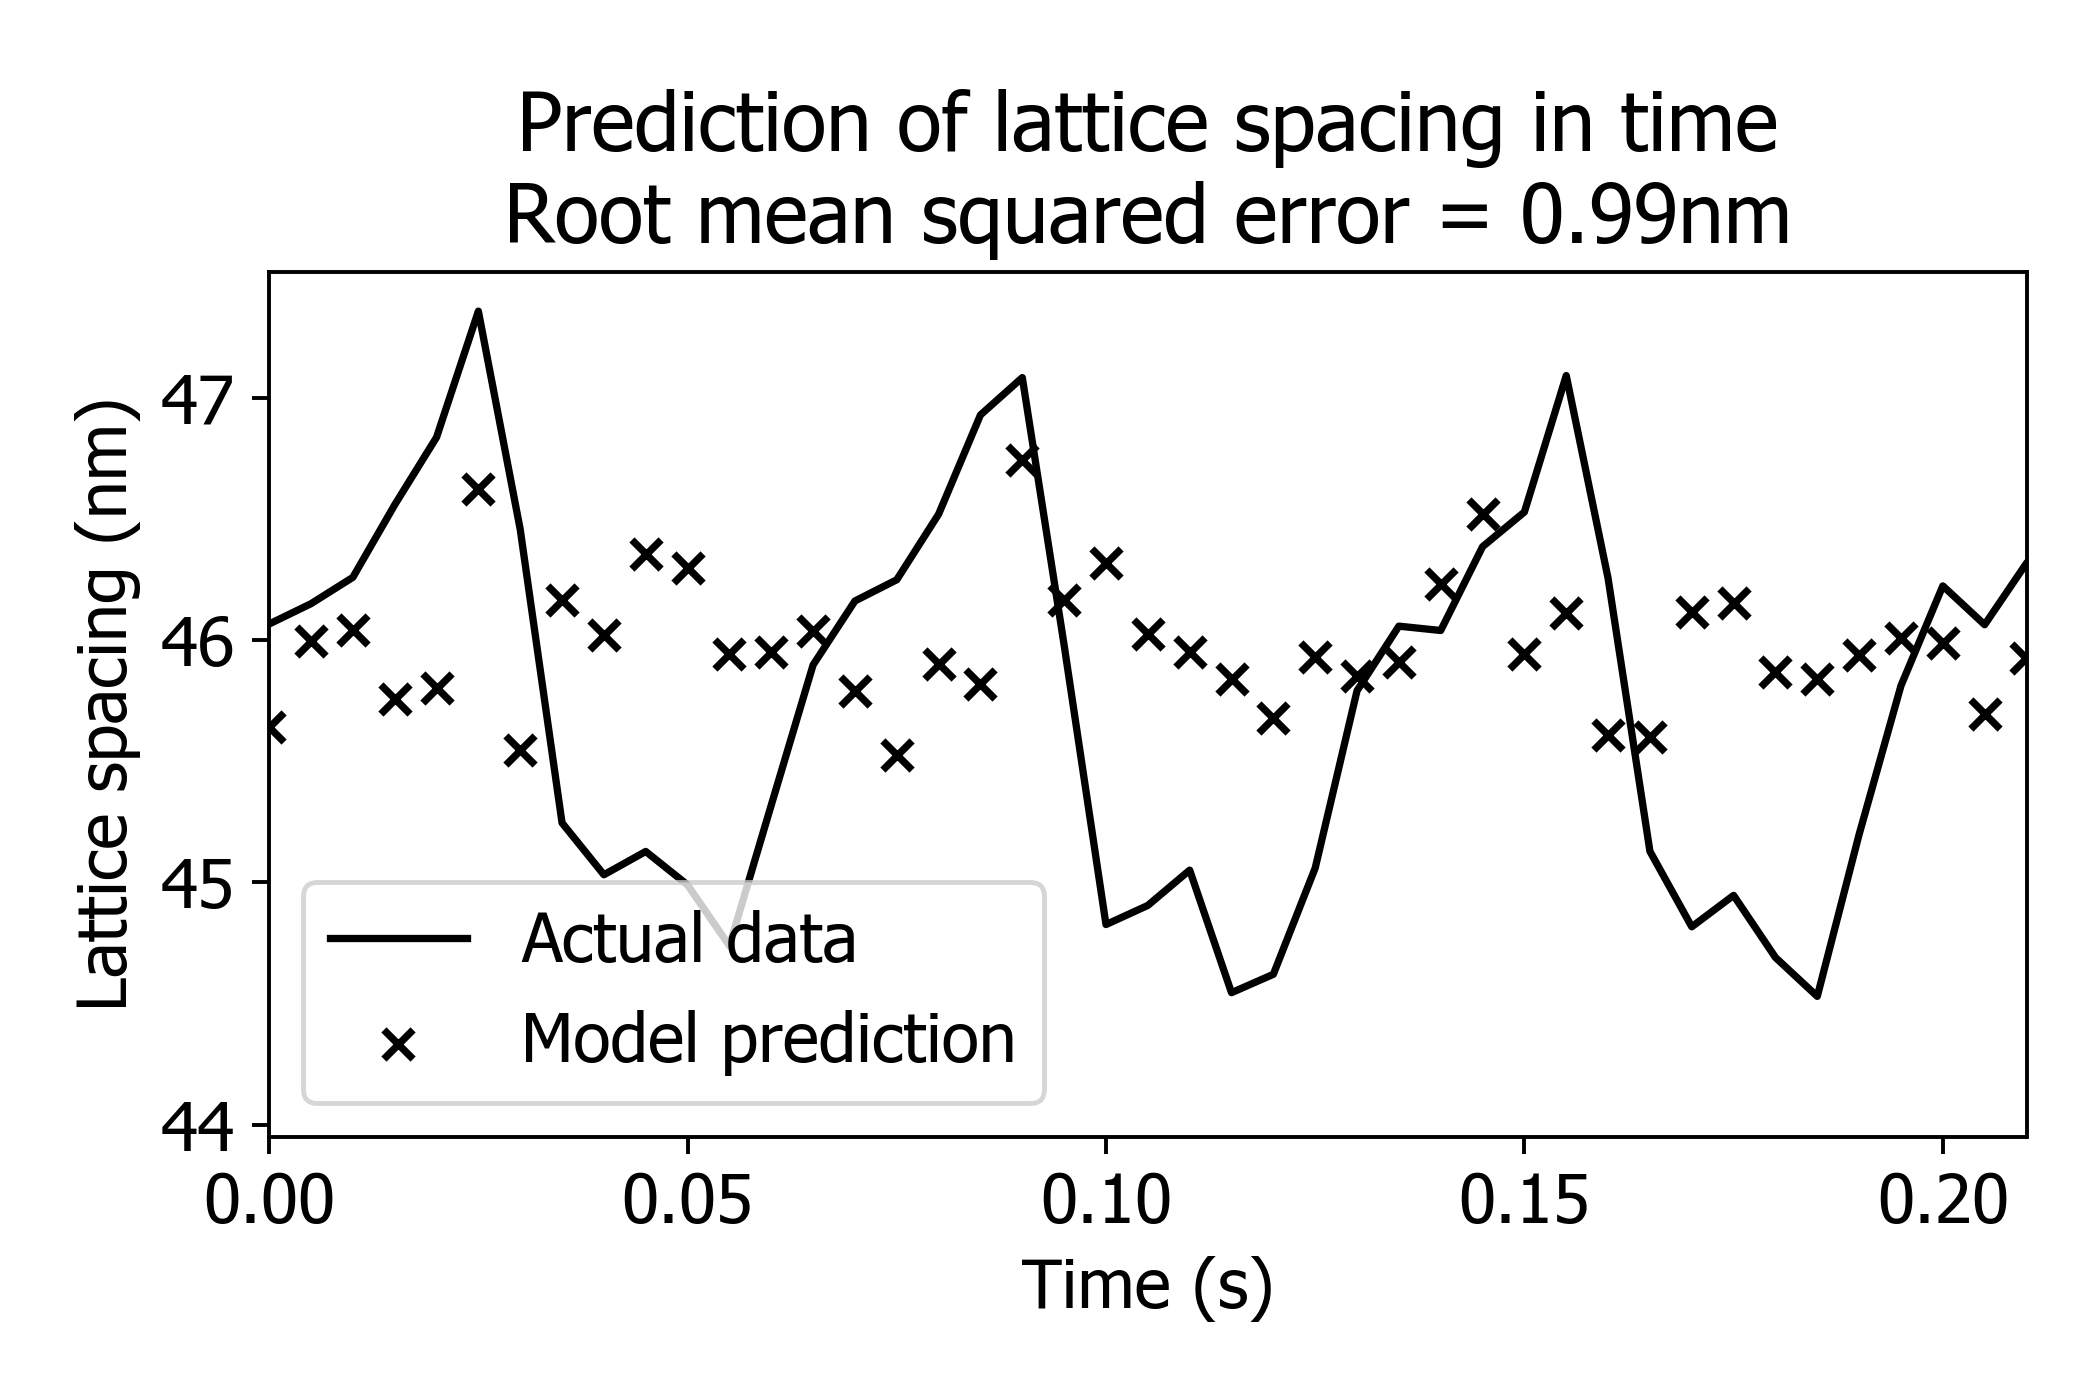 Prediction of lattice spacing in time
Root mean squared error = 0.99nm
Lattice spacing (nm)
47
46
45
44
Actual data
Model prediction
0.00 0.05 0.10 0.15 0.20
Time (s)